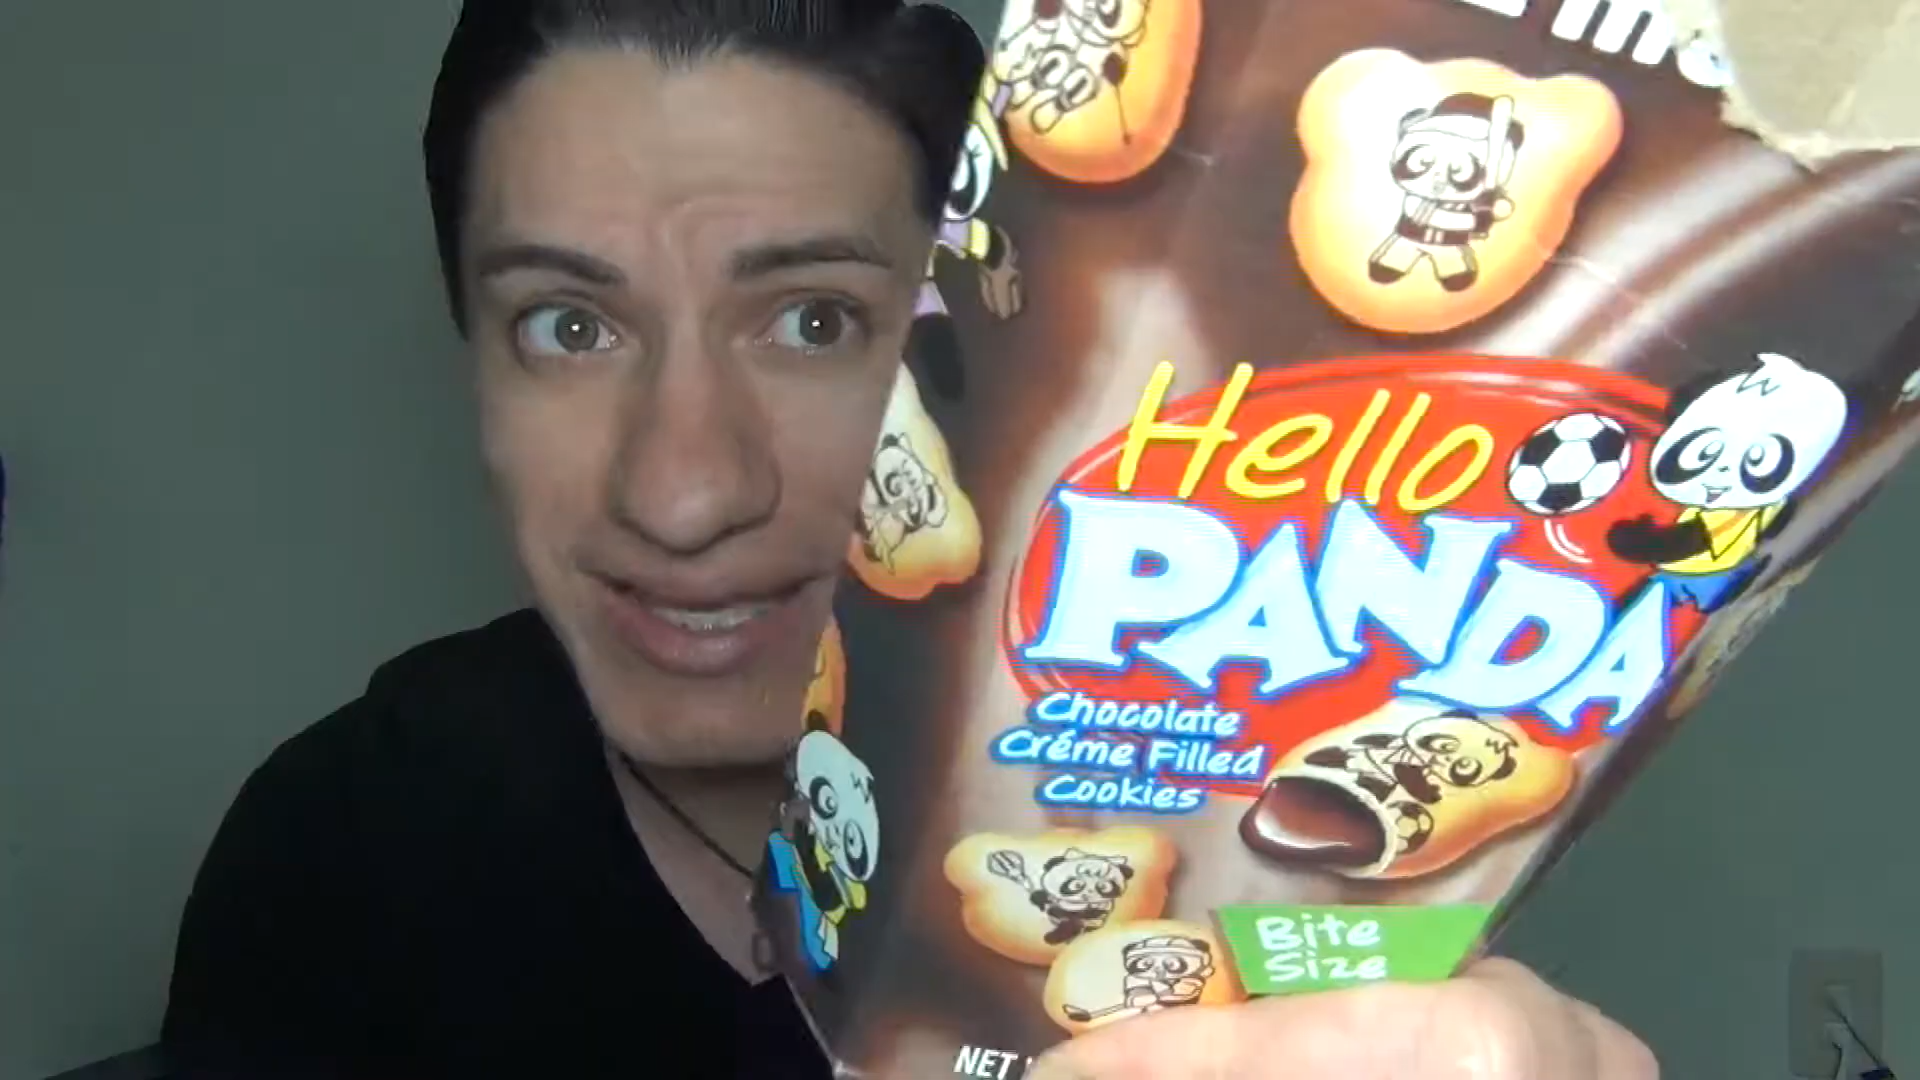 Hello
PANDA
Chocolate
Créme Filled
Cookies
Bite
Size
NET